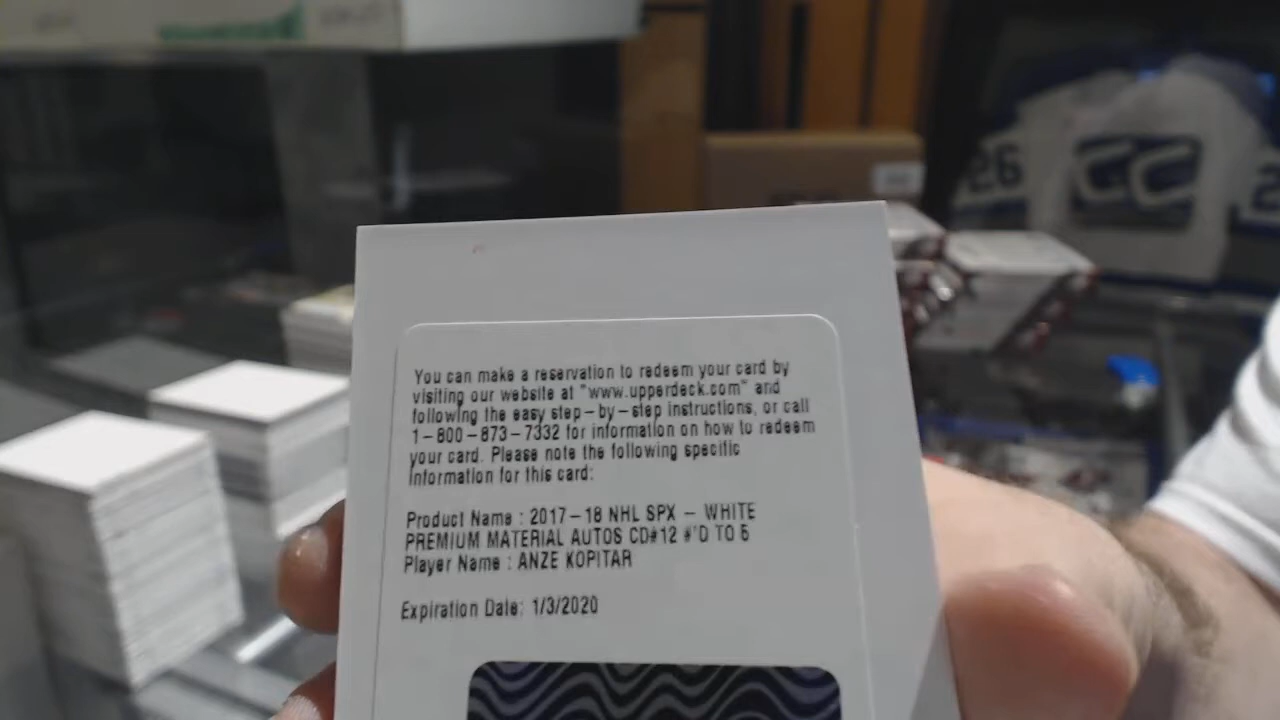 You can make a reservation to redeem your card by
visiting our website at "www.upperdeck.com" and
following the easy step-by-step instructions, or call
1-800-873-7332 for information on how to redeem
your card. Please note the following specific
information for this card:
Product Name : 2017-18 NHL SPX - WHITE
PREMIUM MATERIAL AUTOS CD#12 #'D TO 5
Player Name : ANZE KOPITAR
Expiration Date: 1/3/2020
26